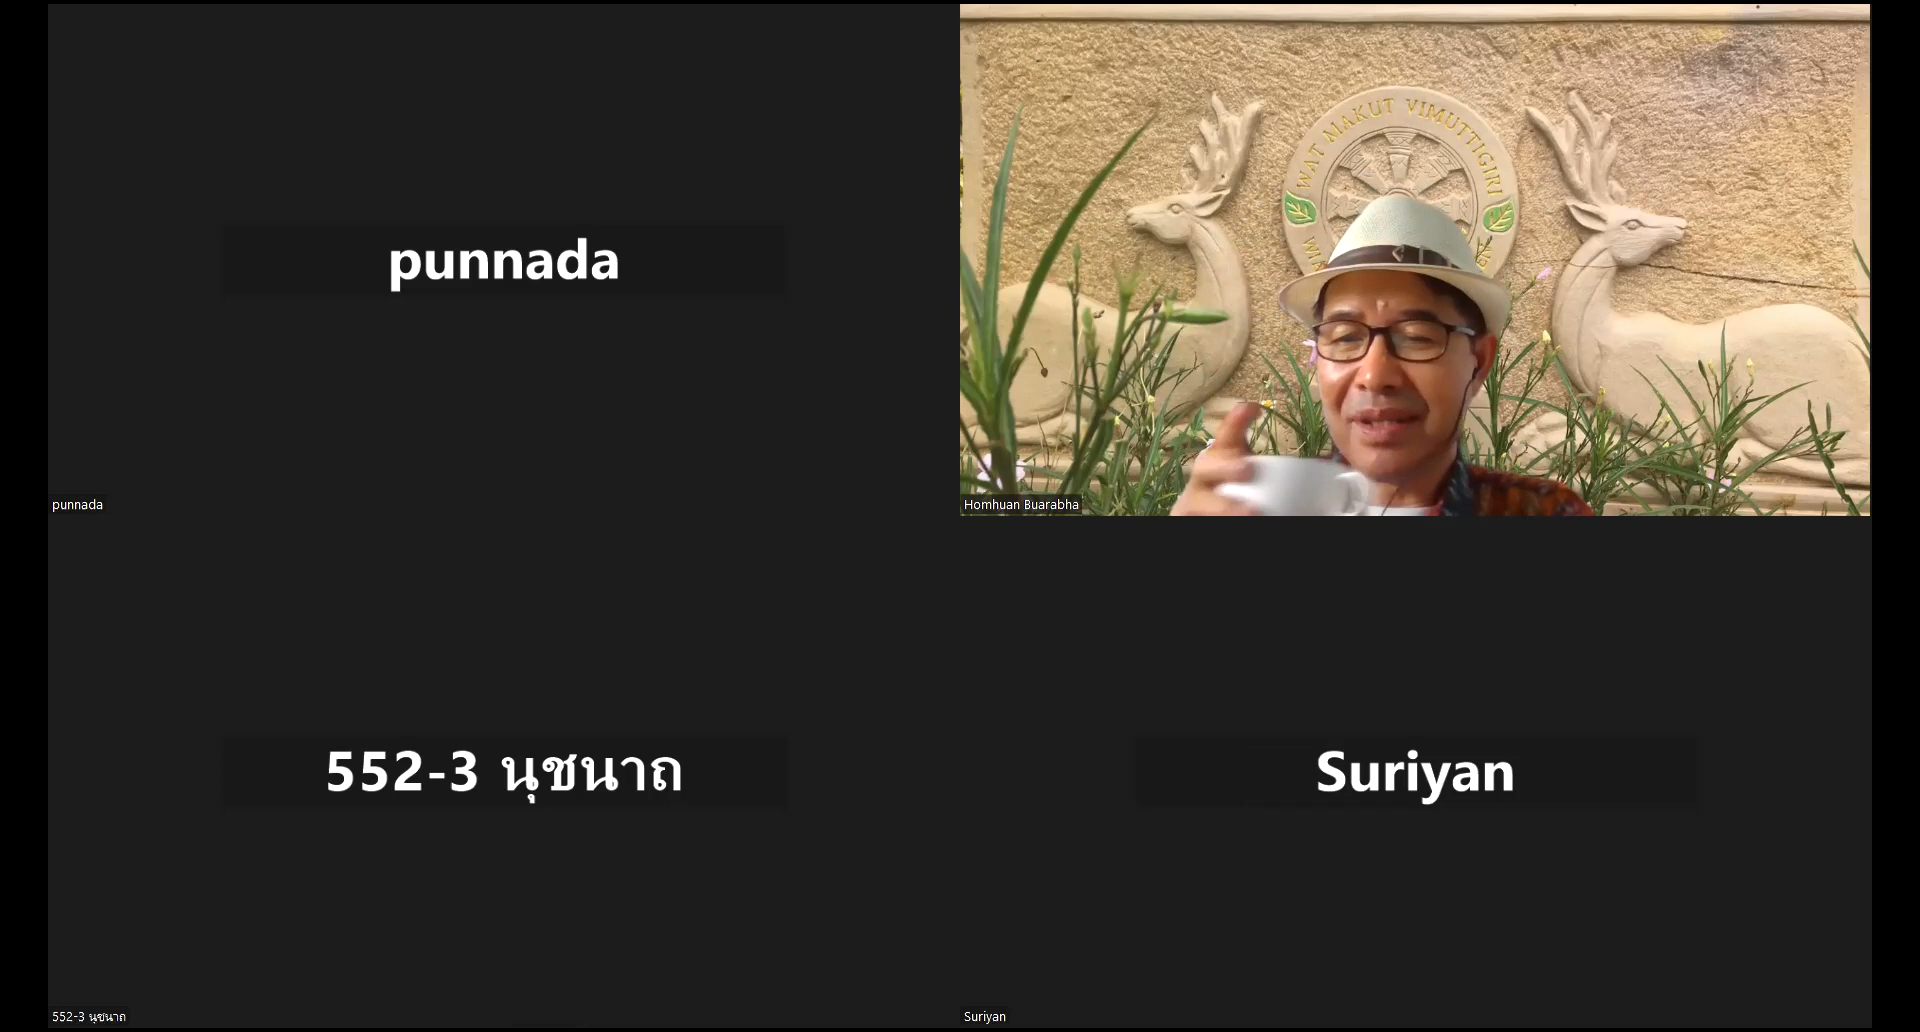 punnada
punnada
WAT MAKUT VIMUTTIGIRI
Homhuan Buarabha
552-3 นุชนาถ
Suriyan
552-3 นุชนาถ
Suriyan